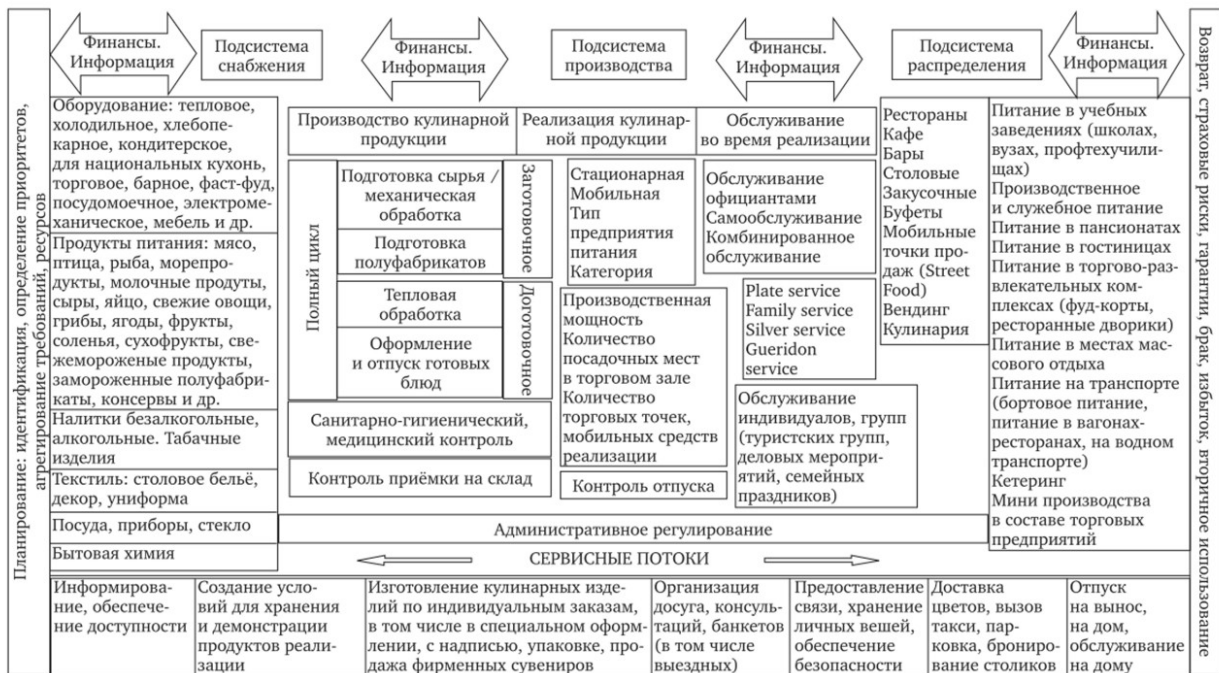 Планирование: идентификация, определение приоритетов,
агрегирование требований, ресурсов
Финансы.
Информация
Подсистема
снабжения
Финансы.
Информация
Подсистема
производства
Финансы.
Информация
Подсистема
распределения
Финансы.
Информация
Оборудование: тепловое,
холодильное, хлебопе-
карное, кондитерское,
для национальных кухонь,
торговое, барное, фаст-фуд,
посудомоечное, электроме-
ханическое, мебель и др.
Продукты питания: мясо,
птица, рыба, морепро-
дукты, молочные продуты,
сыры, яйцо, свежие овощи,
грибы, ягоды, фрукты,
соленья, сухофрукты, све-
жемороженые продукты,
замороженные полуфабри-
каты, консервы и др.
Налитки безалкогольные,
алкогольные. Табачные
изделия
Текстиль: столовое бельё,
декор, униформа
Посуда, приборы, стекло
Бытовая химия
Производство кулинарной
продукции
Полный цикл
Подготовка сырья /
механическая
обработка
Подготовка
полуфабрикатов
Заготовочное
Тепловая
обработка
Оформление
и отпуск готовых
блюд
Доготовочное
Санитарно-гигиенический,
медицинский контроль
Контроль приёмки на склад
Реализация кулинар-
ной продукции
Стационарная
Мобильная
Тип
предприятия
питания
Категория
Производственная
мощность
Количество
посадочных мест
в торговом зале
Количество
торговых точек,
мобильных средств
реализации
Контроль отпуска
Обслуживание
во время реализации
Обслуживание
официантами
Самообслуживание
Комбинированное
обслуживание
Plate service
Family service
Silver service
Gueridon
service
Обслуживание
индивидуалов, групп
(туристских групп,
деловых меропри-
ятий, семейных
праздников)
Рестораны
Кафе
Бары
Столовые
Закусочные
Буфеты
Мобильные
точки про-
даж (Street
Food)
Вендинг
Кулинария
Питание в учебных
заведениях (школах,
вузах, профтехучили-
щах)
Производственное
и служебное питание
Питание в пансионатах
Питание в гостиницах
Питание в торгово-раз-
влекательных ком-
плексах (фуд-корты,
ресторанные дворики)
Питание в местах мас-
сового отдыха
Питание на транспорте
(бортовое питание,
питание в вагонах-
ресторанах, на водном
транспорте)
Кетеринг
Мини производства
в составе торговых
предприятий
Административное регулирование
СЕРВИСНЫЕ ПОТОКИ
Информирова-
ние, обеспече-
ние доступности
Создание усло-
вий для хранения
и демонстрации
продуктов реали-
зации
Изготовление кулинарных изде-
лий по индивидуальным заказам,
в том числе в специальном оформ-
лении, с надписью, упаковке, про-
дажа фирменных сувениров
Организация
досуга, консуль-
таций, банкетов
(в том числе
выездных)
Предоставление
связи, хранение
личных вешей,
обеспечение
безопасности
Доставка
цветов, вызов
такси, пар-
ковка, брониро-
вание столиков
Отпуск
на вынос,
на дом,
обслуживание
на дому
Возврат, страховые риски, гарантии, брак, избыток, вторичное использование